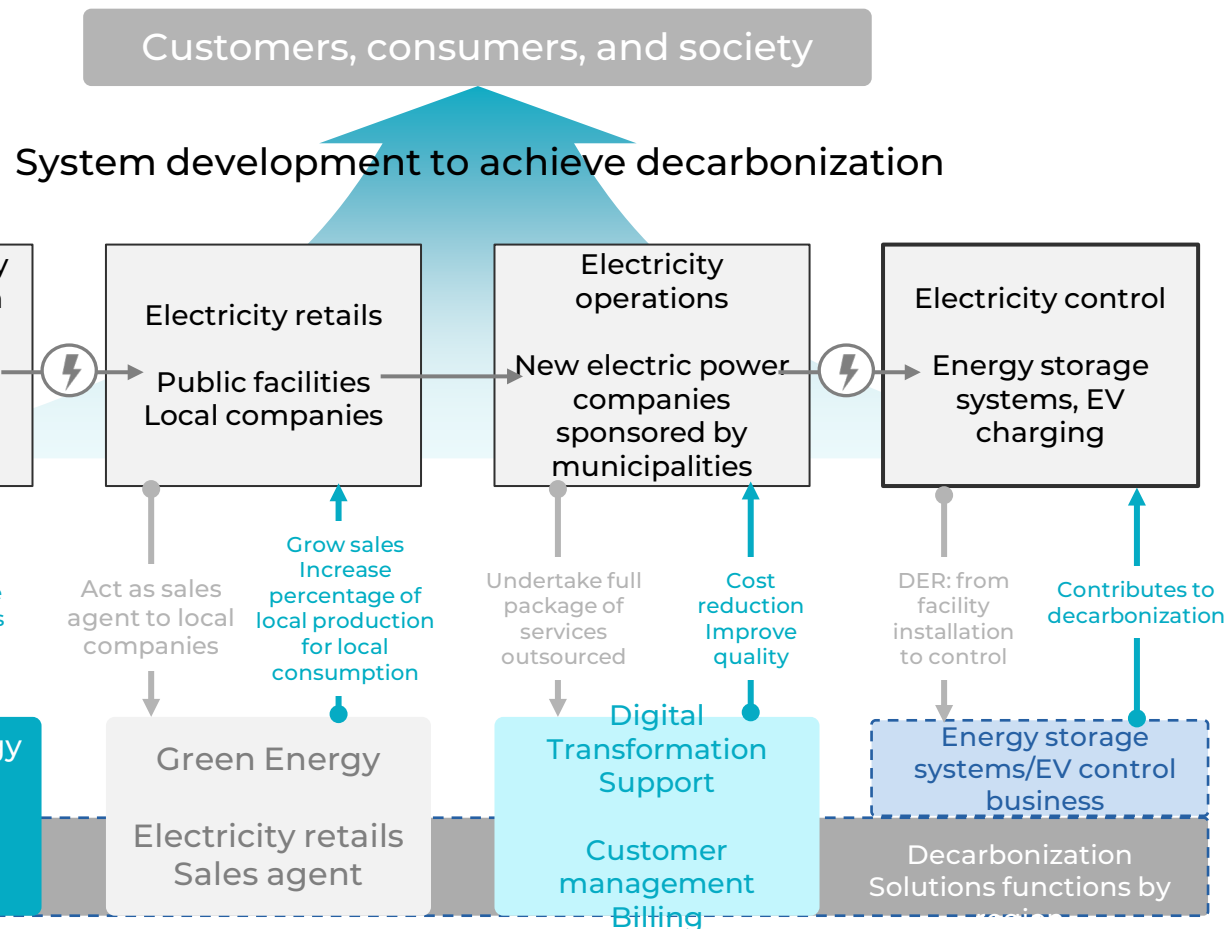 Customers, consumers, and society
System development to achieve decarbonization
Electricity retails
Public facilities
Local companies
Electricity
operations
New electric power
companies
sponsored by
municipalities
Electricity control
Energy storage
systems, EV
charging
Act as sales
agent to local
companies
Grow sales
Increase
percentage of
local production
for local
consumption
Undertake full
package of
services
outsourced
Cost
reduction
Improve
quality
DER: from
facility
installation
to control
Contributes to
decarbonization
Green Energy
Electricity retails
Sales agent
Digital
Transformation
Support
Customer
management
Billing
Energy storage
systems/EV control
business
Decarbonization
Solutions functions by
region